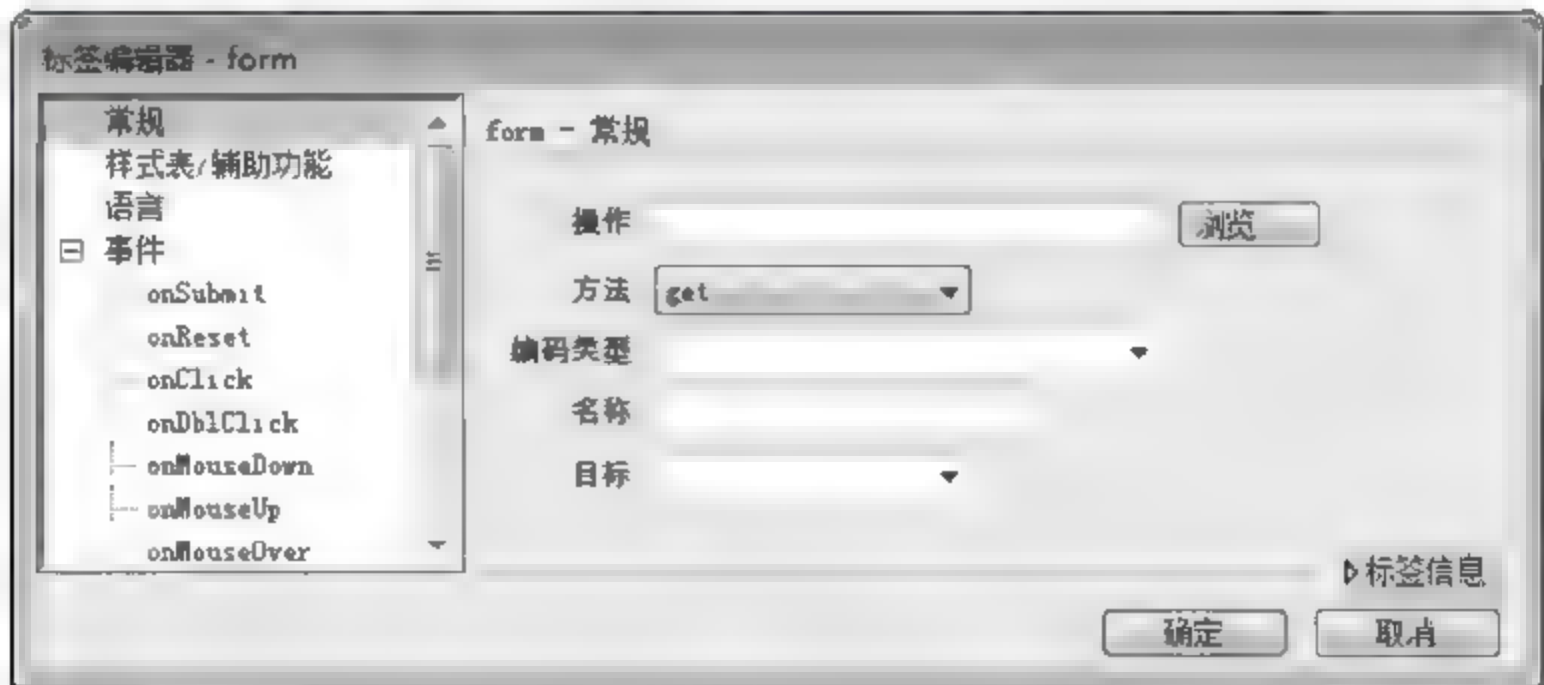 标签编辑器 - form
常规
样式表/辅助功能
语言
事件
onSubmit
onReset
onClick
onDblClick
onMouseDown
onMouseUp
onMouseOver
form - 常规
操作
浏览
方法 get
编码类型
名称
目标
标签信息
确定
取消